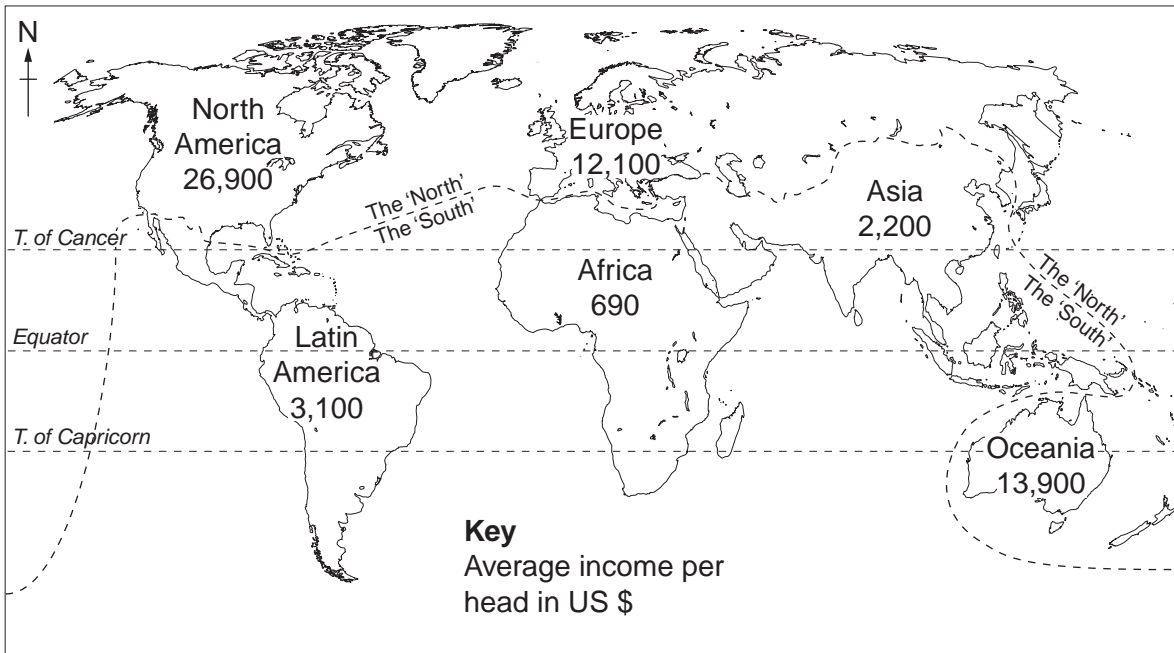 N
North
America
26,900
Europe
12,100
Asia
2,200
The 'North'
The 'South'
T. of Cancer
Africa
690
The 'North'
The 'South'
Equator
Latin
America
3,100
T. of Capricorn
Oceania
13,900
Key
Average income per
head in US $